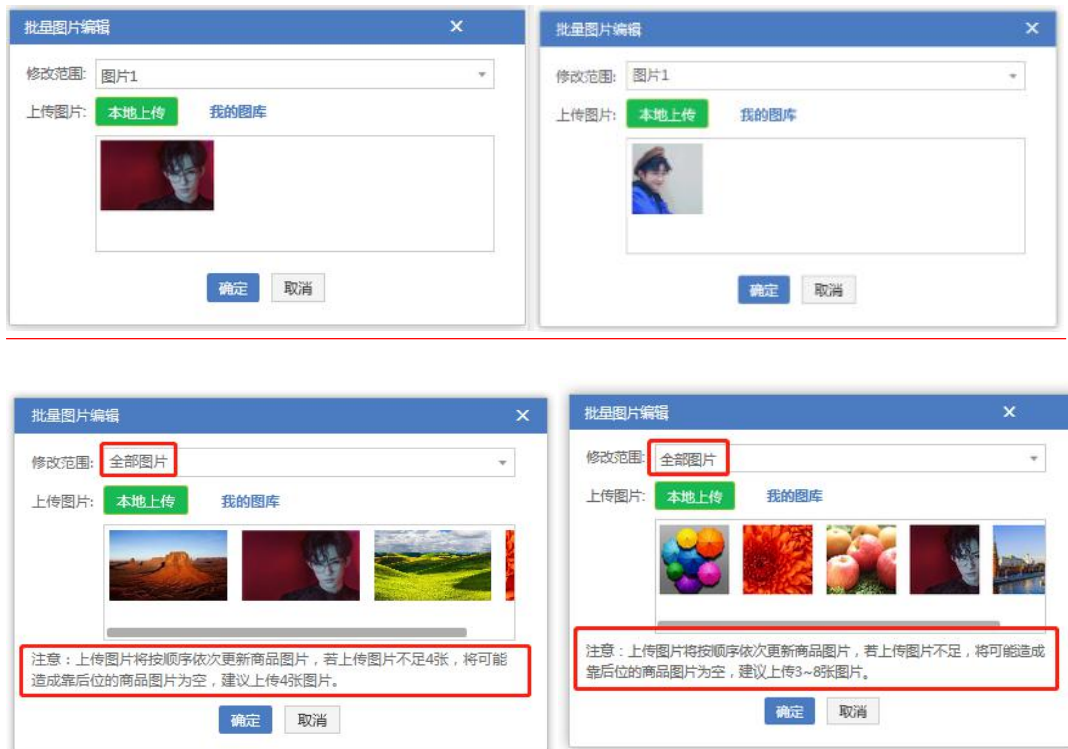 批量图片编辑
修改范围: 图片1
上传图片: 本地上传 我的图库
确定 取消
批量图片编辑
修改范围: 图片1
上传图片: 本地上传 我的图库
确定 取消
批量图片编辑
修改范围: 全部图片
上传图片: 本地上传 我的图库
注意：上传图片将按顺序依次更新商品图片，若上传图片不足4张，将可能
造成靠后位的商品图片为空，建议上传4张图片。
确定 取消
批量图片编辑
修改范围: 全部图片
上传图片: 本地上传 我的图库
注意：上传图片将按顺序依次更新商品图片，若上传图片不足，将可能造成
靠后位的商品图片为空，建议上传3~8张图片。
确定 取消